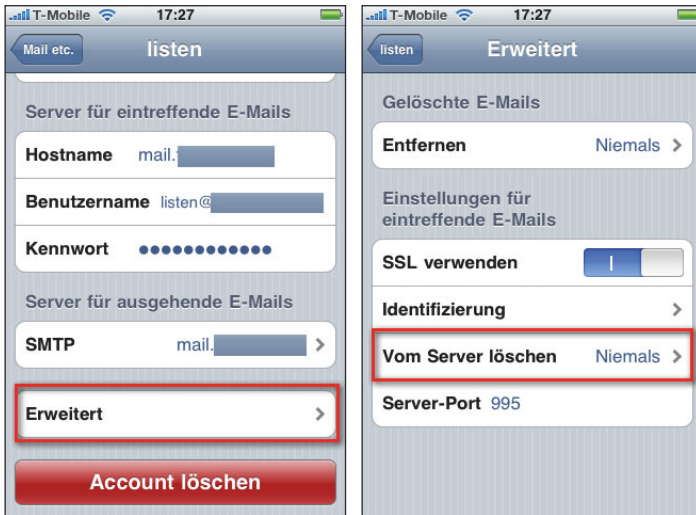 T-Mobile 17:27
Mail etc. listen
Server für eintreffende E-Mails
Hostname mail.
Benutzername listen@
Kennwort ●●●●●●●●●●●●
Server für ausgehende E-Mails
SMTP mail.
Erweitert
Account löschen
T-Mobile 17:27
listen Erweitert
Gelöschte E-Mails
Entfernen Niemals
Einstellungen für
eintreffende E-Mails
SSL verwenden
Identifizierung
Vom Server löschen Niemals
Server-Port 995